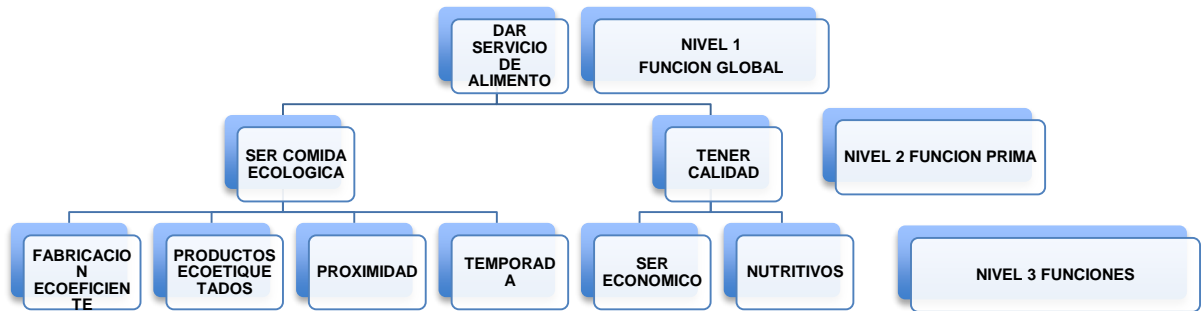 DAR
SERVICIO
DE
ALIMENTO
NIVEL 1
FUNCION GLOBAL
SER COMIDA
ECOLOGICA
TENER
CALIDAD
NIVEL 2 FUNCION PRIMA
FABRICACIO
N
ECOEFICIEN
TE
PRODUCTOS
ECOETIQUE
TADOS
PROXIMIDAD
TEMPORAD
A
SER
ECONOMICO
NUTRITIVOS
NIVEL 3 FUNCIONES